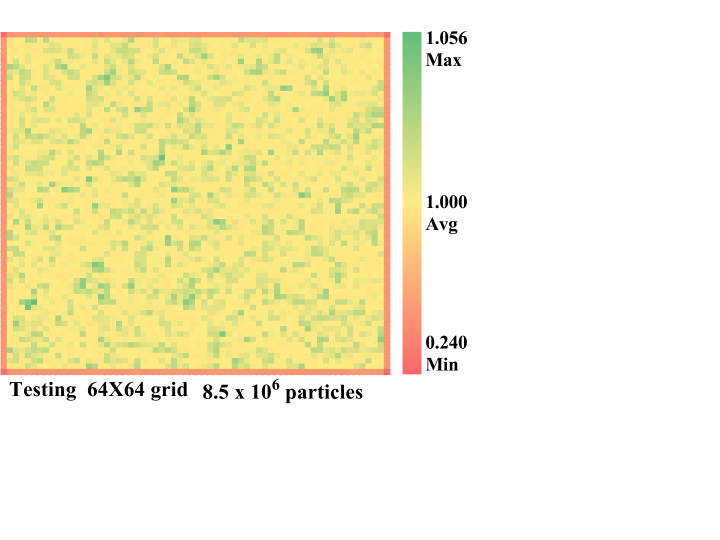 1.056
Max
1.000
Avg
0.240
Min
Testing  64X64 grid  8.5 x 10⁶ particles